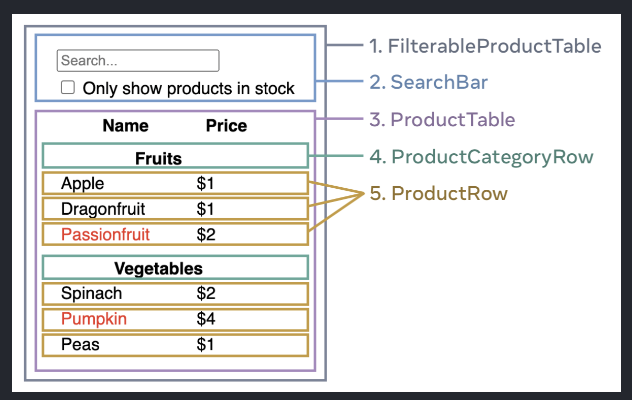 Search...
Only show products in stock
Name Price
Fruits
Apple $1
Dragonfruit $1
Passionfruit $2
Vegetables
Spinach $2
Pumpkin $4
Peas $1
1. FilterableProductTable
2. SearchBar
3. ProductTable
4. ProductCategoryRow
5. ProductRow